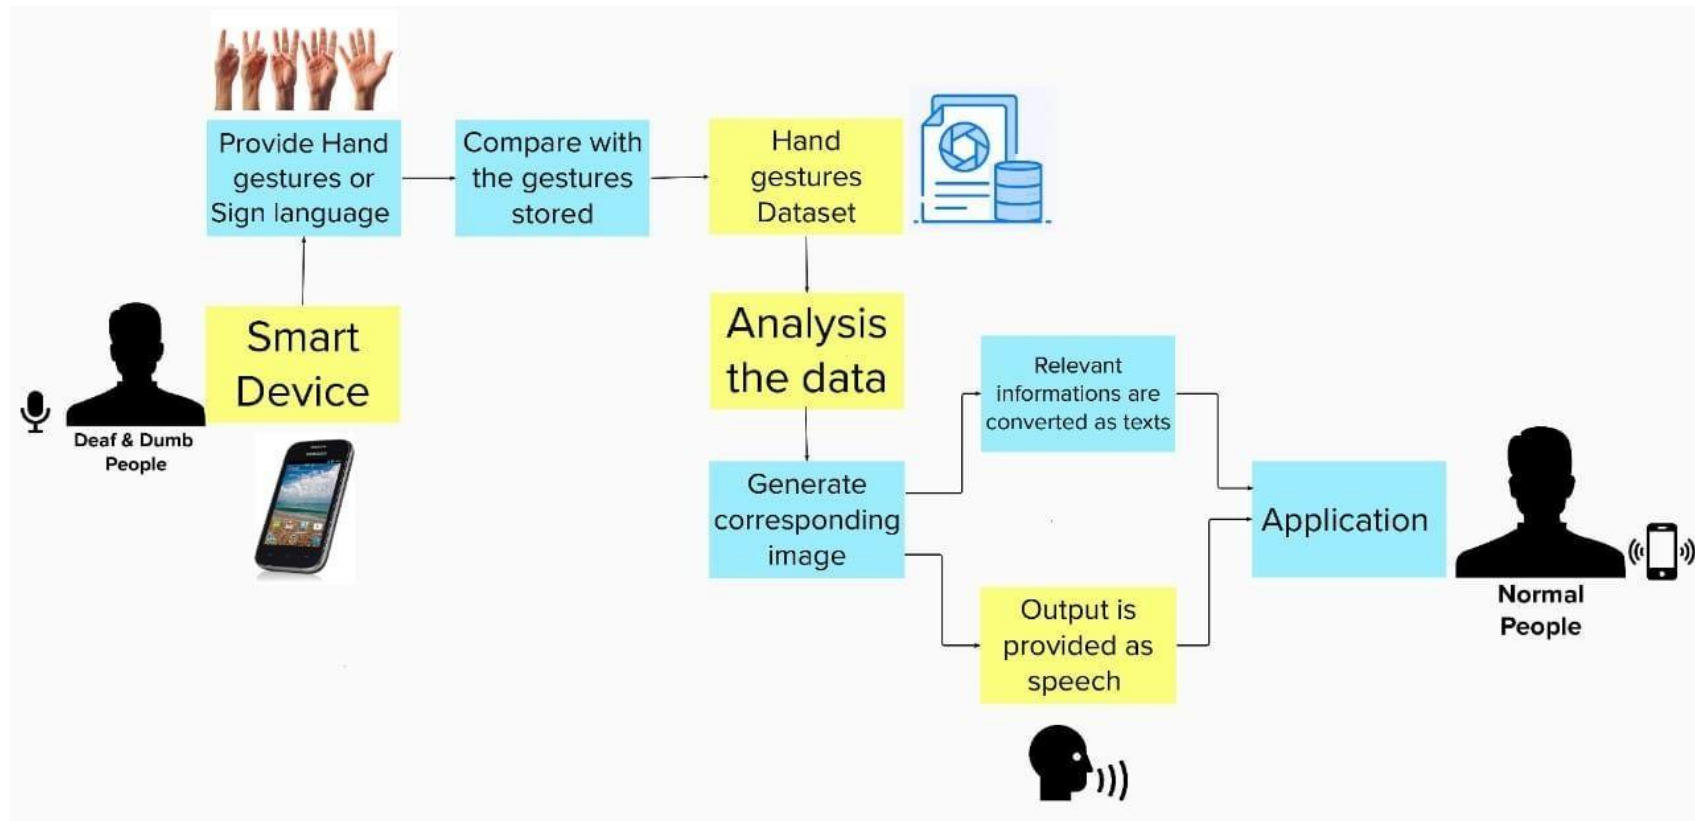 Provide Hand
gestures or
Sign language
Compare with
the gestures
stored
Hand
gestures
Dataset
Smart
Device
Deaf & Dumb
People
Analysis
the data
Relevant
informations are
converted as texts
Generate
corresponding
image
Application
Output is
provided as
speech
Normal
People